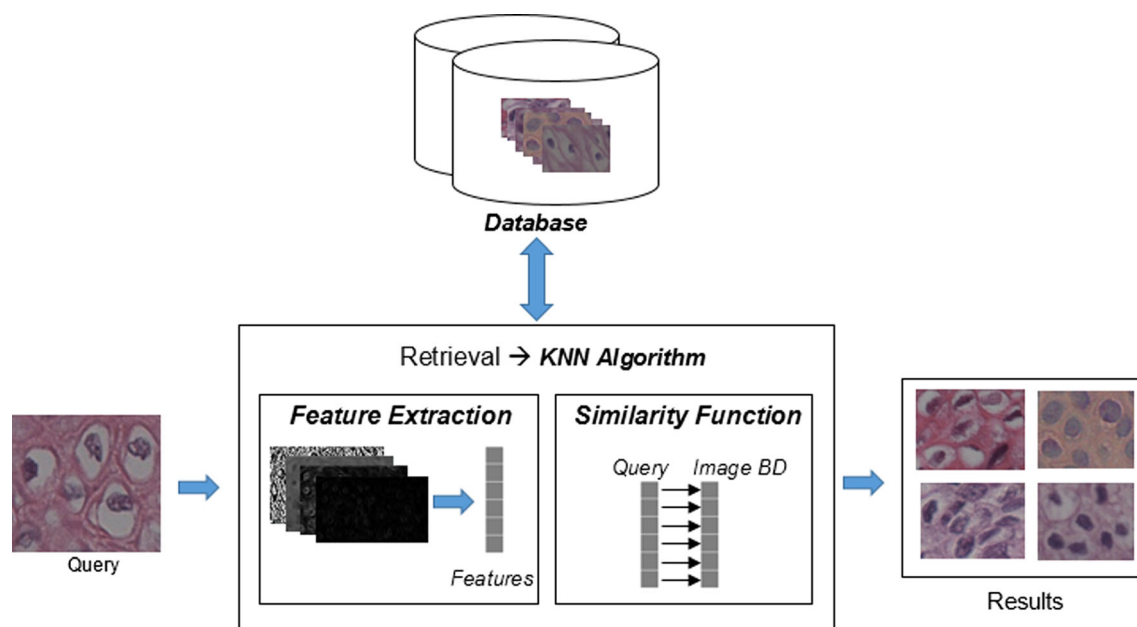 Database
Retrieval → KNN Algorithm
Feature Extraction
Features
Similarity Function
Query Image BD
Query
Results